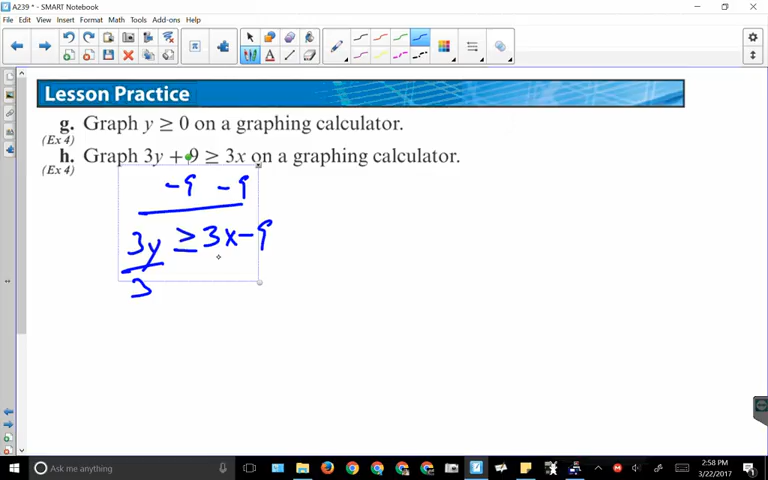 A239 * - SMART Notebook
File Edit View Insert Format Math Tools Add-ons Help
Lesson Practice
g. Graph y ≥ 0 on a graphing calculator.
(Ex 4)
h. Graph 3y + 9 ≥ 3x on a graphing calculator.
(Ex 4)
-9 -9
3y ≥ 3x-9
3
Ask me anything
2:58 PM
3/22/2017